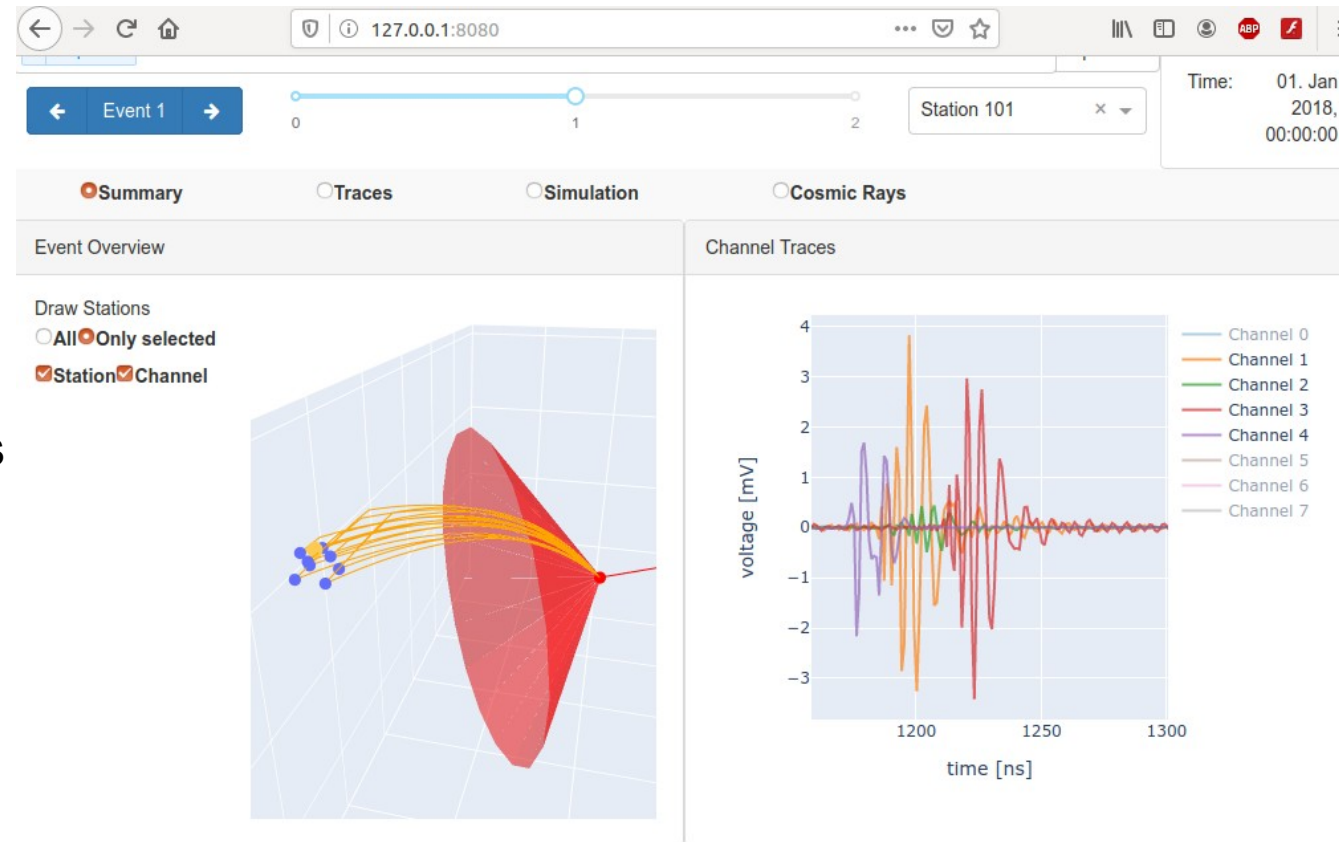 127.0.0.1:8080
ABP
Time: 01. Jan
2018,
00:00:00
Event 1
0 1 2
Station 101
Summary Traces Simulation Cosmic Rays
Event Overview
Channel Traces
Draw Stations
All Only selected
Station Channel
s
4
3
2
1
0
−1
−2
−3
voltage [mV]
1200 1250 1300
time [ns]
Channel 0
Channel 1
Channel 2
Channel 3
Channel 4
Channel 5
Channel 6
Channel 7